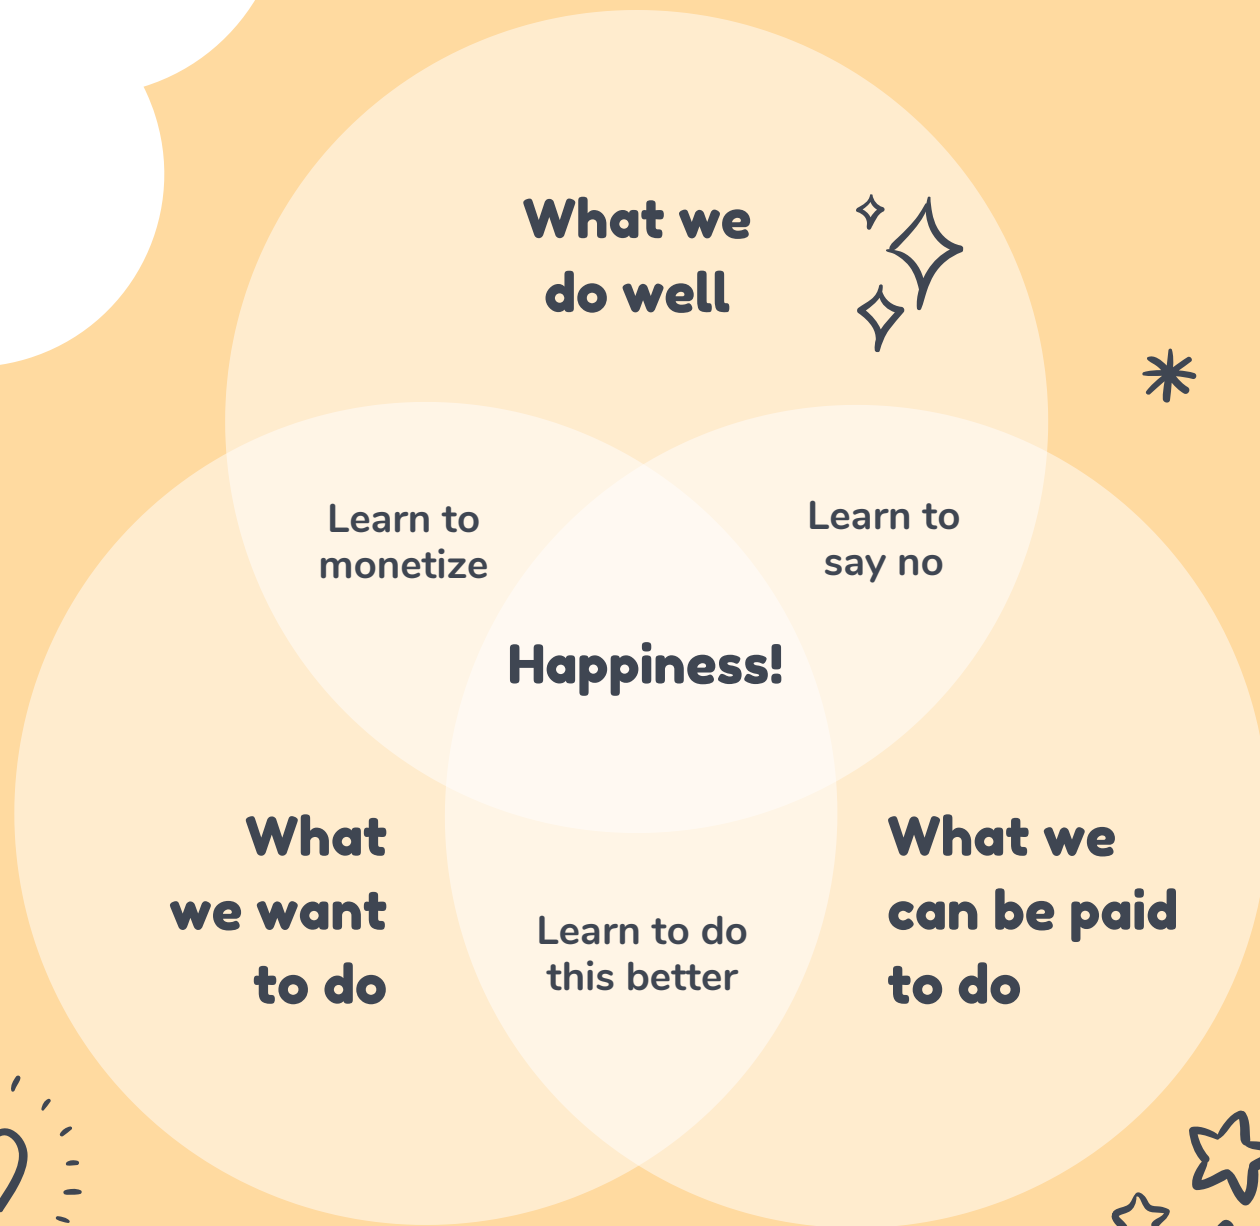 What we
do well
Learn to
monetize
Learn to
say no
Happiness!
What
we want
to do
Learn to do
this better
What we
can be paid
to do